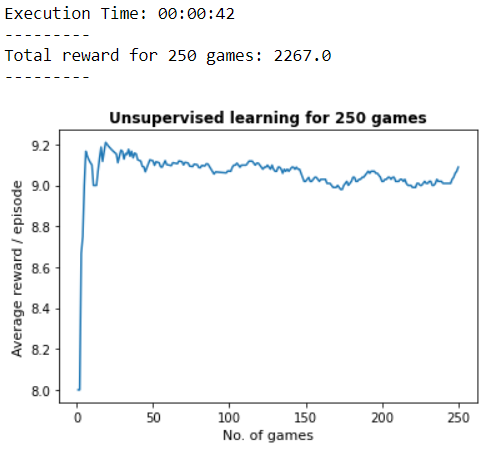 Execution Time: 00:00:42
---------
Total reward for 250 games: 2267.0
---------
Unsupervised learning for 250 games
Average reward / episode
9.2
9.0
8.8
8.6
8.4
8.2
8.0
0 50 100 150 200 250
No. of games